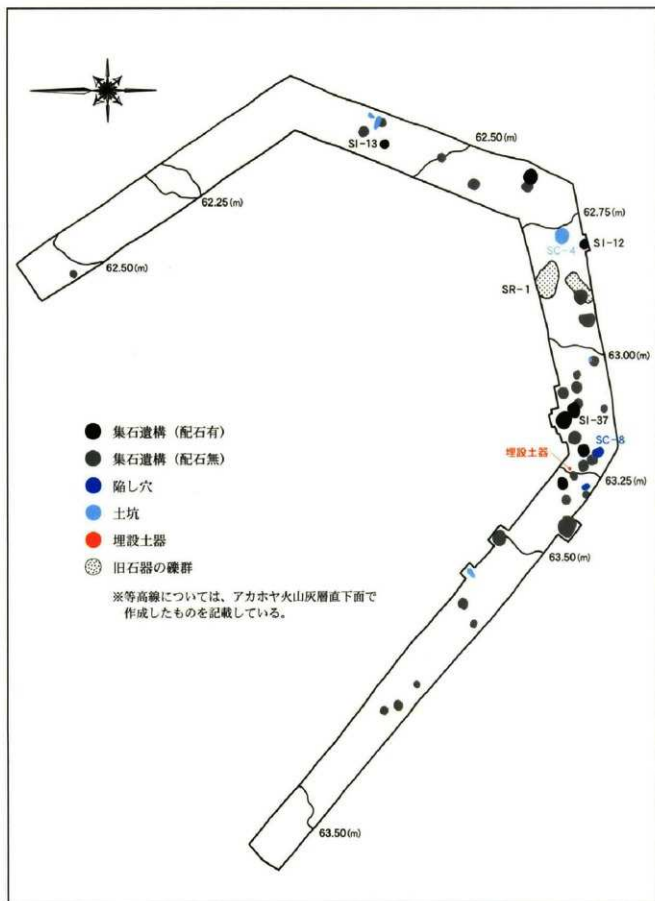 62.50(m)
SI-13
62.75(m)
62.25(m)
SC-4
SI-12
62.50(m)
SR-1
63.00(m)
SI-37
SC-8
埋設土器
63.25(m)
63.50(m)
集石遺構（配石有）
集石遺構（配石無）
陥し穴
土坑
埋設土器
旧石器の礫群
※等高線については、アカホヤ火山灰層直下面で
作成したものを記載している。
63.50(m)